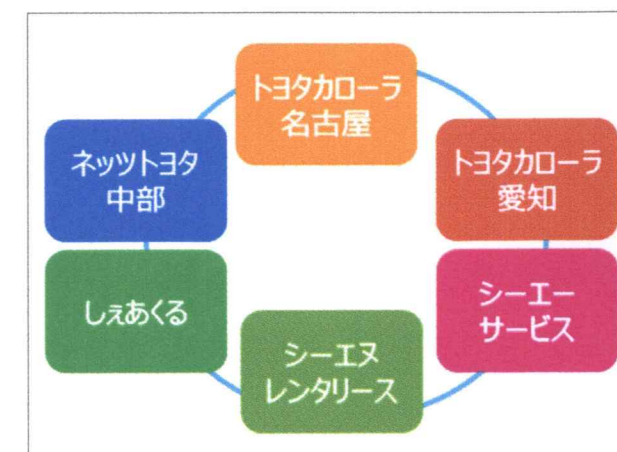 トヨタカローラ
名古屋
トヨタカローラ
愛知
シーエー
サービス
シーエヌ
レンタリース
しぇあくる
ネッツトヨタ
中部